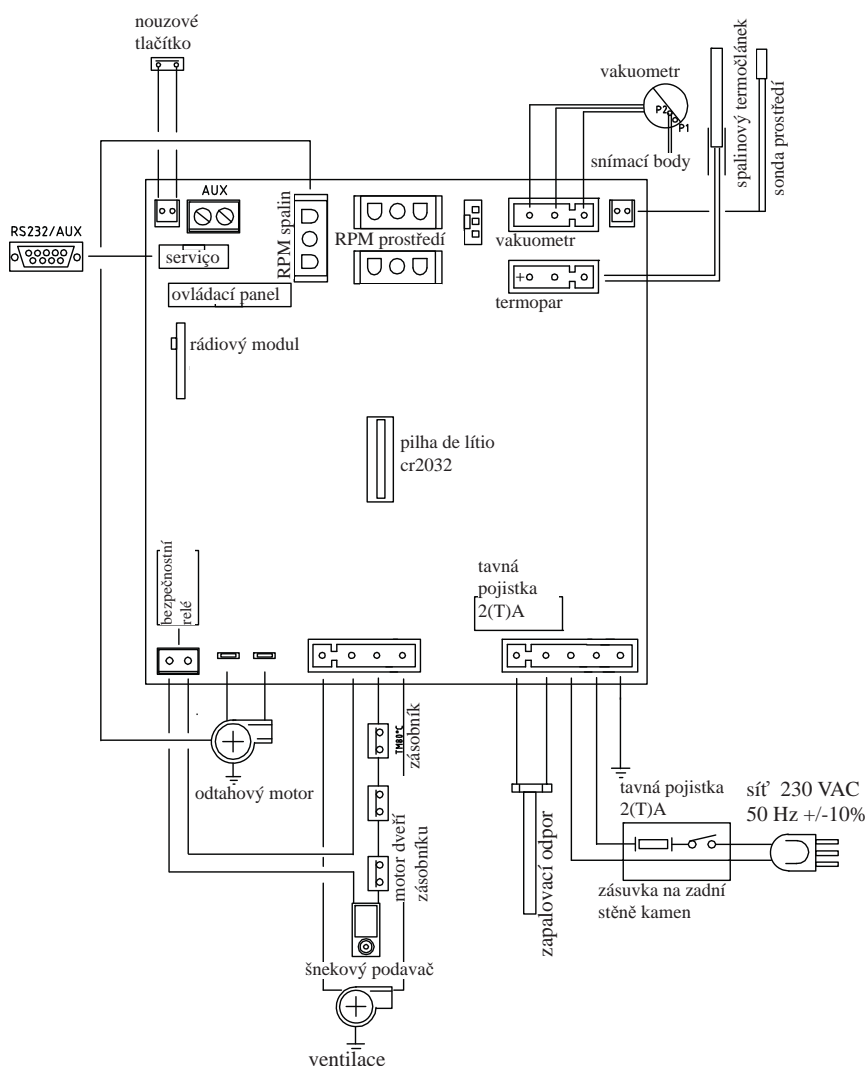 nouzové
tlačítko
vakuometr
P2
P1
snímací body
spalinový termočlánek
sonda prostředí
AUX
RS232/AUX
serviço
ovládací panel
rádiový modul
RPM spalin
RPM prostředí
vakuometr
+
termopar
pilha de lítio
cr2032
bezpečnostní
relé
tavná
pojistka
2(T)A
odtahový motor
TM80°C
zásobník
motor dveří
zásobníku
šnekový podavač
ventilace
zapalovací odpor
tavná pojistka
2(T)A
síť 230 VAC
50 Hz +/-10%
zásuvka na zadní
stěně kamen